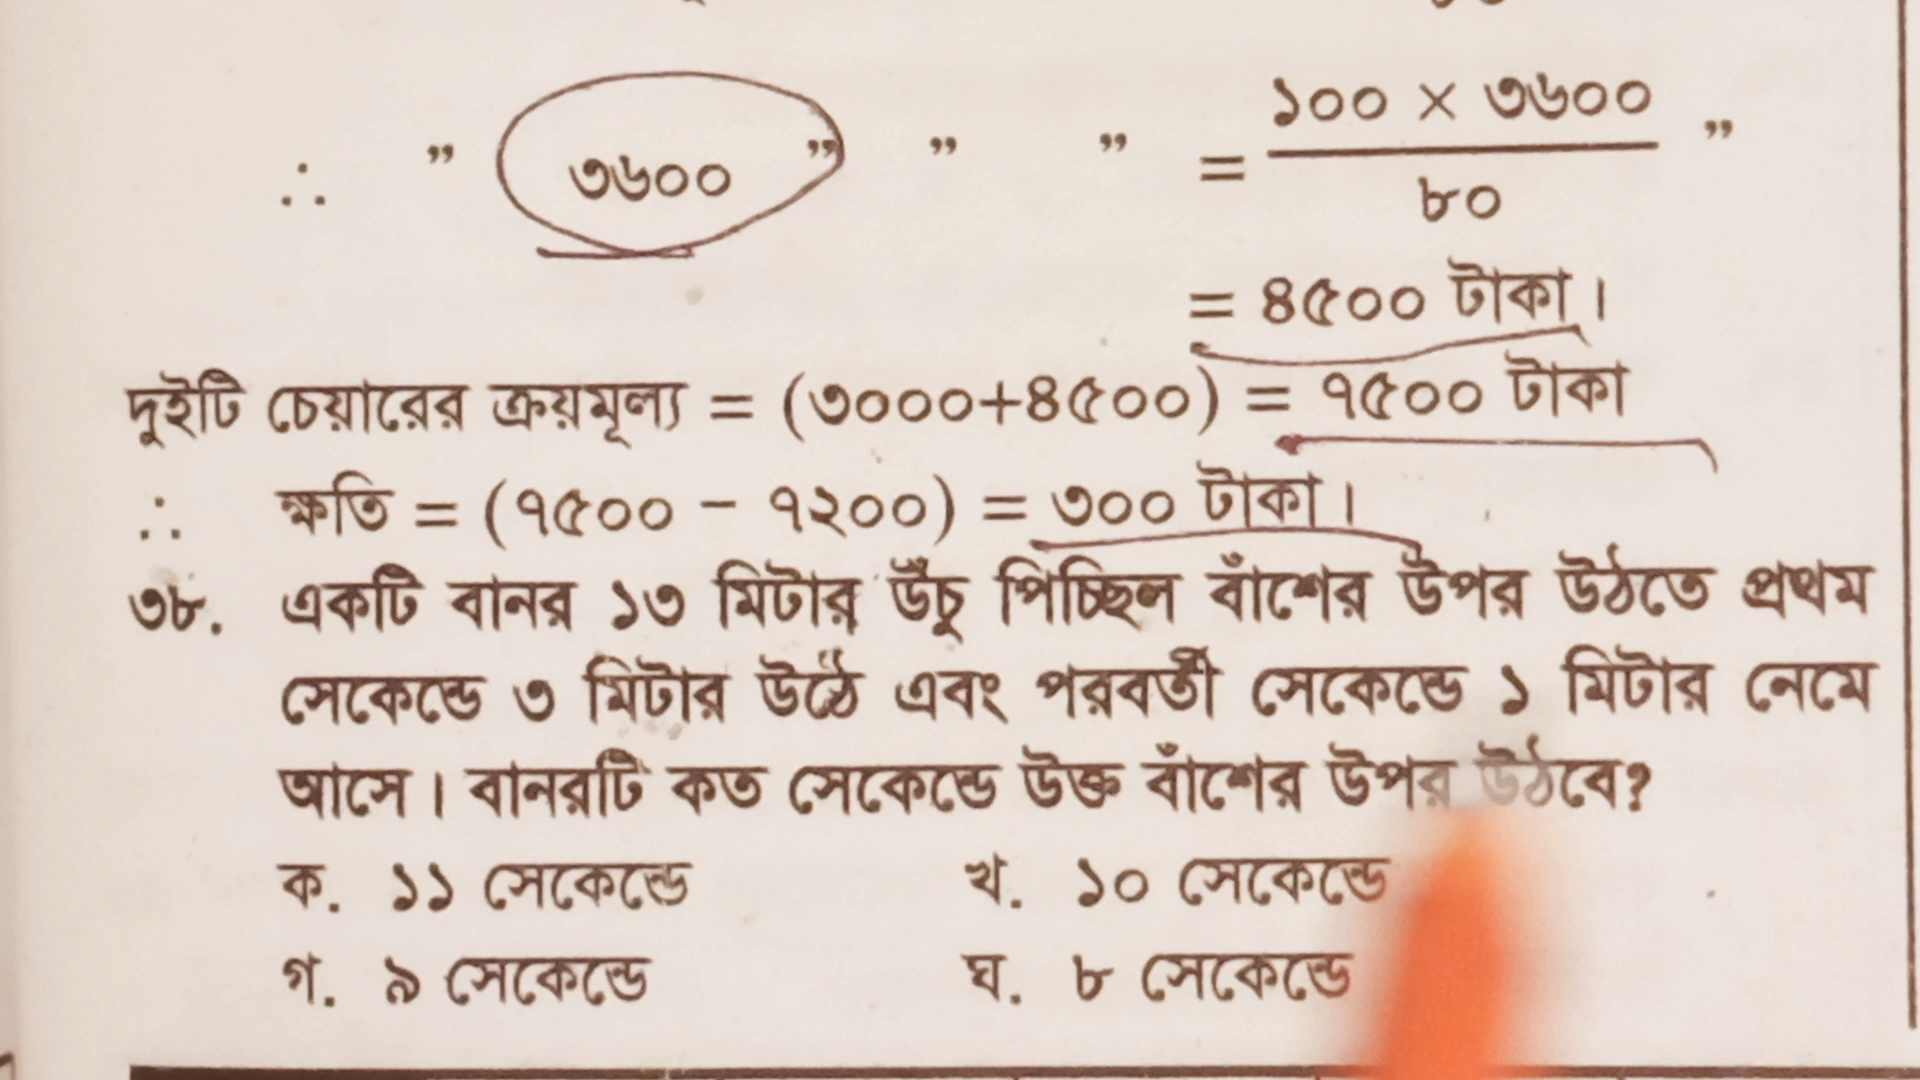 ∴ " ৩৬০০ " " " = ১০০ × ৩৬০০ / ৮০ "
= ৪৫০০ টাকা।
দুইটি চেয়ারের ক্রয়মূল্য = (৩০০০+৪৫০০) = ৭৫০০ টাকা
∴ ক্ষতি = (৭৫০০ − ৭২০০) = ৩০০ টাকা।
৩৮. একটি বানর ১৩ মিটার উঁচু পিচ্ছিল বাঁশের উপর উঠতে প্রথম
সেকেন্ডে ৩ মিটার উঠে এবং পরবর্তী সেকেন্ডে ১ মিটার নেমে
আসে। বানরটি কত সেকেন্ডে উক্ত বাঁশের উপর উঠবে?
ক. ১১ সেকেন্ডে খ. ১০ সেকেন্ডে
গ. ৯ সেকেন্ডে ঘ. ৮ সেকেন্ডে